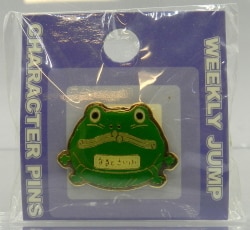 WEEKLY JUMP
CHARACTER PINS